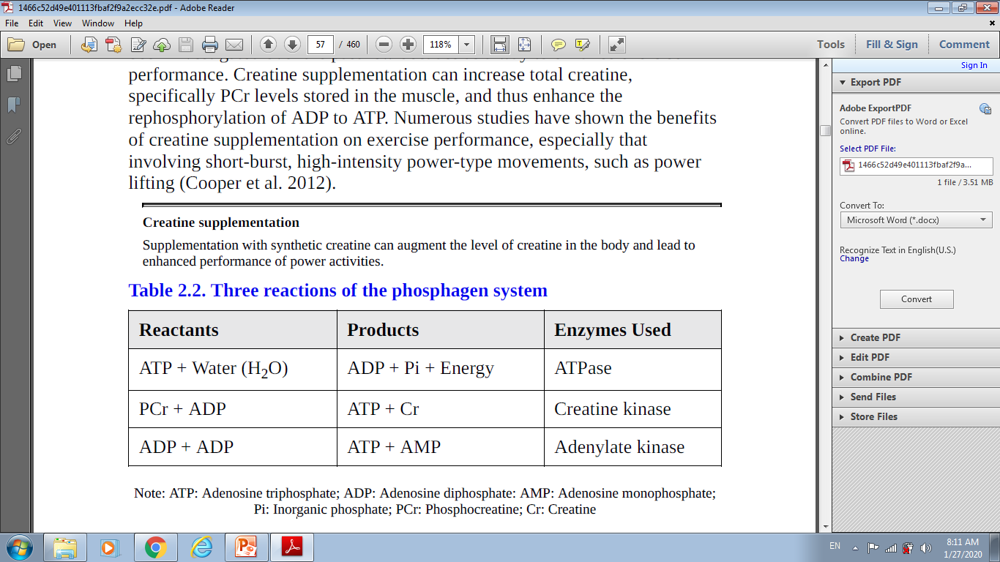 1466c52d49e401113fbaf2f9a2ecc32e.pdf - Adobe Reader
File Edit View Window Help
Open 57 / 460 118% Tools Fill & Sign Comment
Sign In
performance. Creatine supplementation can increase total creatine,
specifically PCr levels stored in the muscle, and thus enhance the
rephosphorylation of ADP to ATP. Numerous studies have shown the benefits
of creatine supplementation on exercise performance, especially that
involving short-burst, high-intensity power-type movements, such as power
lifting (Cooper et al. 2012).
Creatine supplementation
Supplementation with synthetic creatine can augment the level of creatine in the body and lead to
enhanced performance of power activities.
Table 2.2. Three reactions of the phosphagen system
Reactants Products Enzymes Used
ATP + Water (H₂O) ADP + Pi + Energy ATPase
PCr + ADP ATP + Cr Creatine kinase
ADP + ADP ATP + AMP Adenylate kinase
Note: ATP: Adenosine triphosphate; ADP: Adenosine diphosphate: AMP: Adenosine monophosphate;
Pi: Inorganic phosphate; PCr: Phosphocreatine; Cr: Creatine
Export PDF
Adobe ExportPDF
Convert PDF files to Word or Excel
online.
Select PDF File:
1466c52d49e401113fbaf2f9a...
1 file / 3.51 MB
Convert To:
Microsoft Word (*.docx)
Recognize Text in English(U.S.)
Change
Convert
Create PDF
Edit PDF
Combine PDF
Send Files
Store Files
EN 8:11 AM
1/27/2020